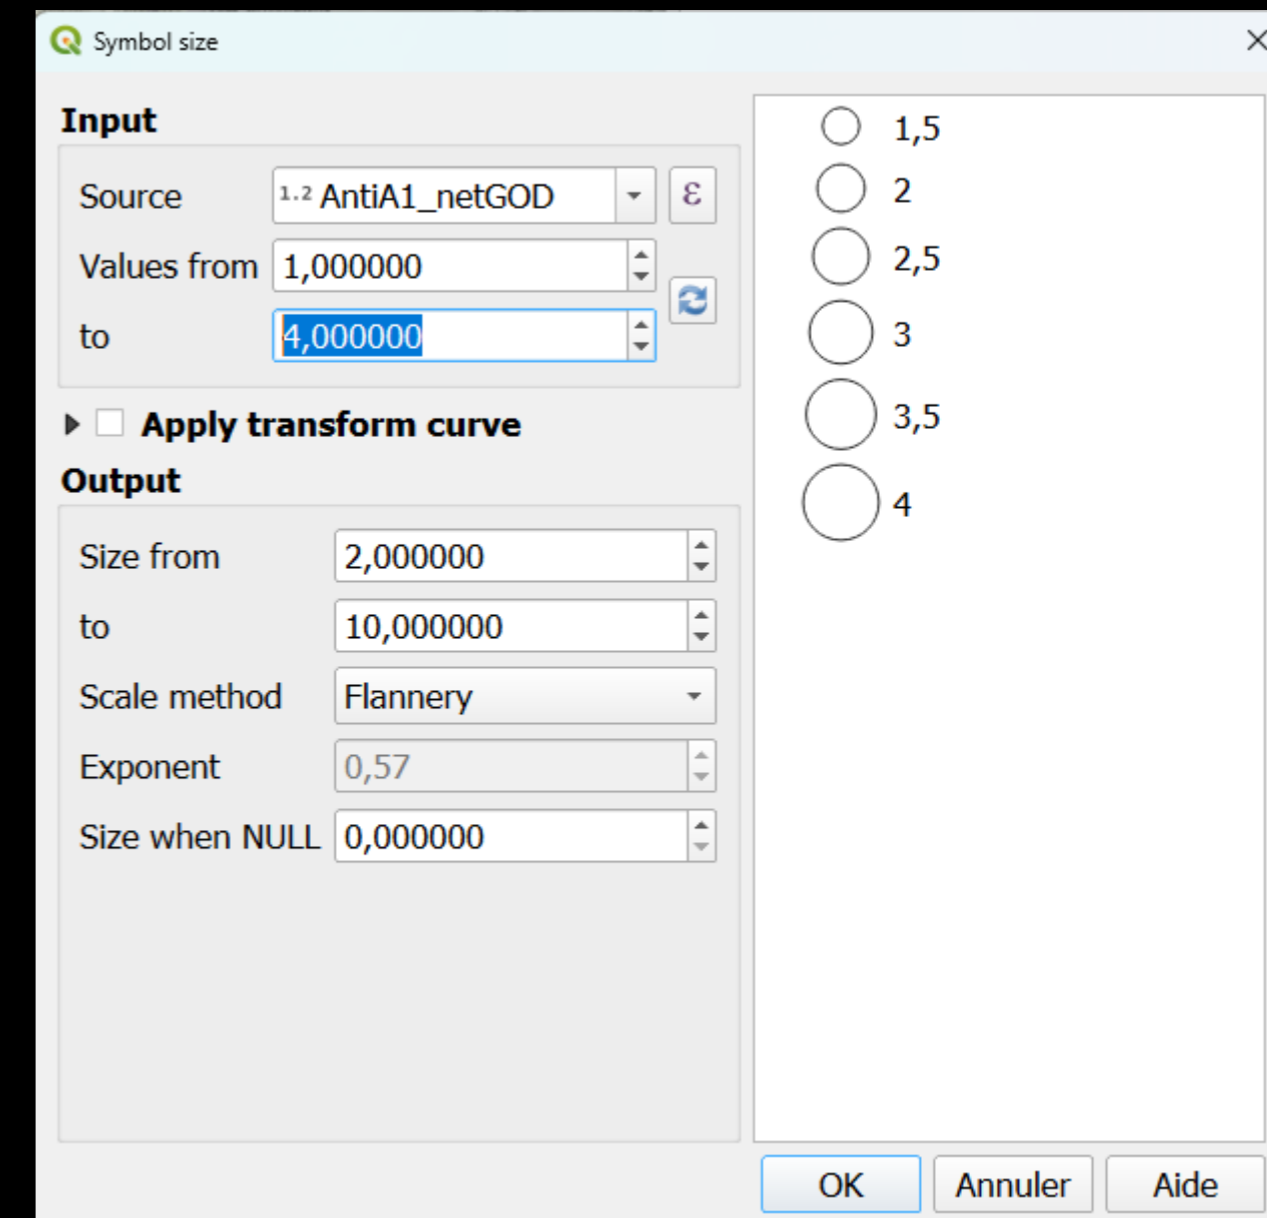 Symbol size
Input
Source 1.2 AntiA1_netGOD ε
Values from 1,000000
to 4,000000
Apply transform curve
Output
Size from 2,000000
to 10,000000
Scale method Flannery
Exponent 0,57
Size when NULL 0,000000
1,5
2
2,5
3
3,5
4
OK Annuler Aide